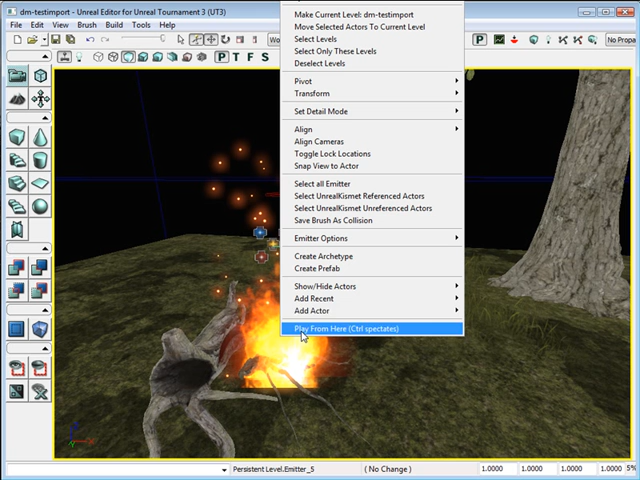 dm-testimport - Unreal Editor for Unreal Tournament 3 (UT3)
File Edit View Brush Build Tools Help
P
No Propa
P T F S
Make Current Level: dm-testimport
Move Selected Actors To Current Level
Select Levels
Select Only These Levels
Deselect Levels
Pivot
Transform
Set Detail Mode
Align
Align Cameras
Toggle Lock Locations
Snap View to Actor
Select all Emitter
Select UnrealKismet Referenced Actors
Select UnrealKismet Unreferenced Actors
Save Brush As Collision
Emitter Options
Create Archetype
Create Prefab
Show/Hide Actors
Add Recent
Add Actor
Play From Here (Ctrl spectates)
Persistent Level.Emitter_5 ( No Change ) 1.0000 1.0000 1.0000 1.0000 5%